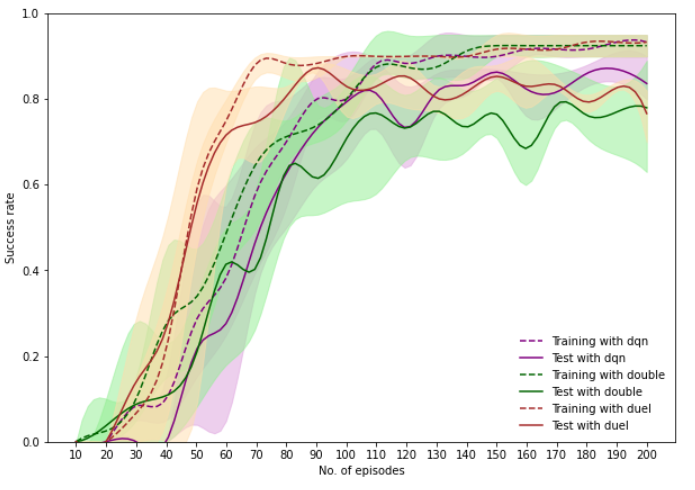 1.0
0.8
0.6
0.4
0.2
0.0
Success rate
Training with dqn
Test with dqn
Training with double
Test with double
Training with duel
Test with duel
10 20 30 40 50 60 70 80 90 100 110 120 130 140 150 160 170 180 190 200
No. of episodes